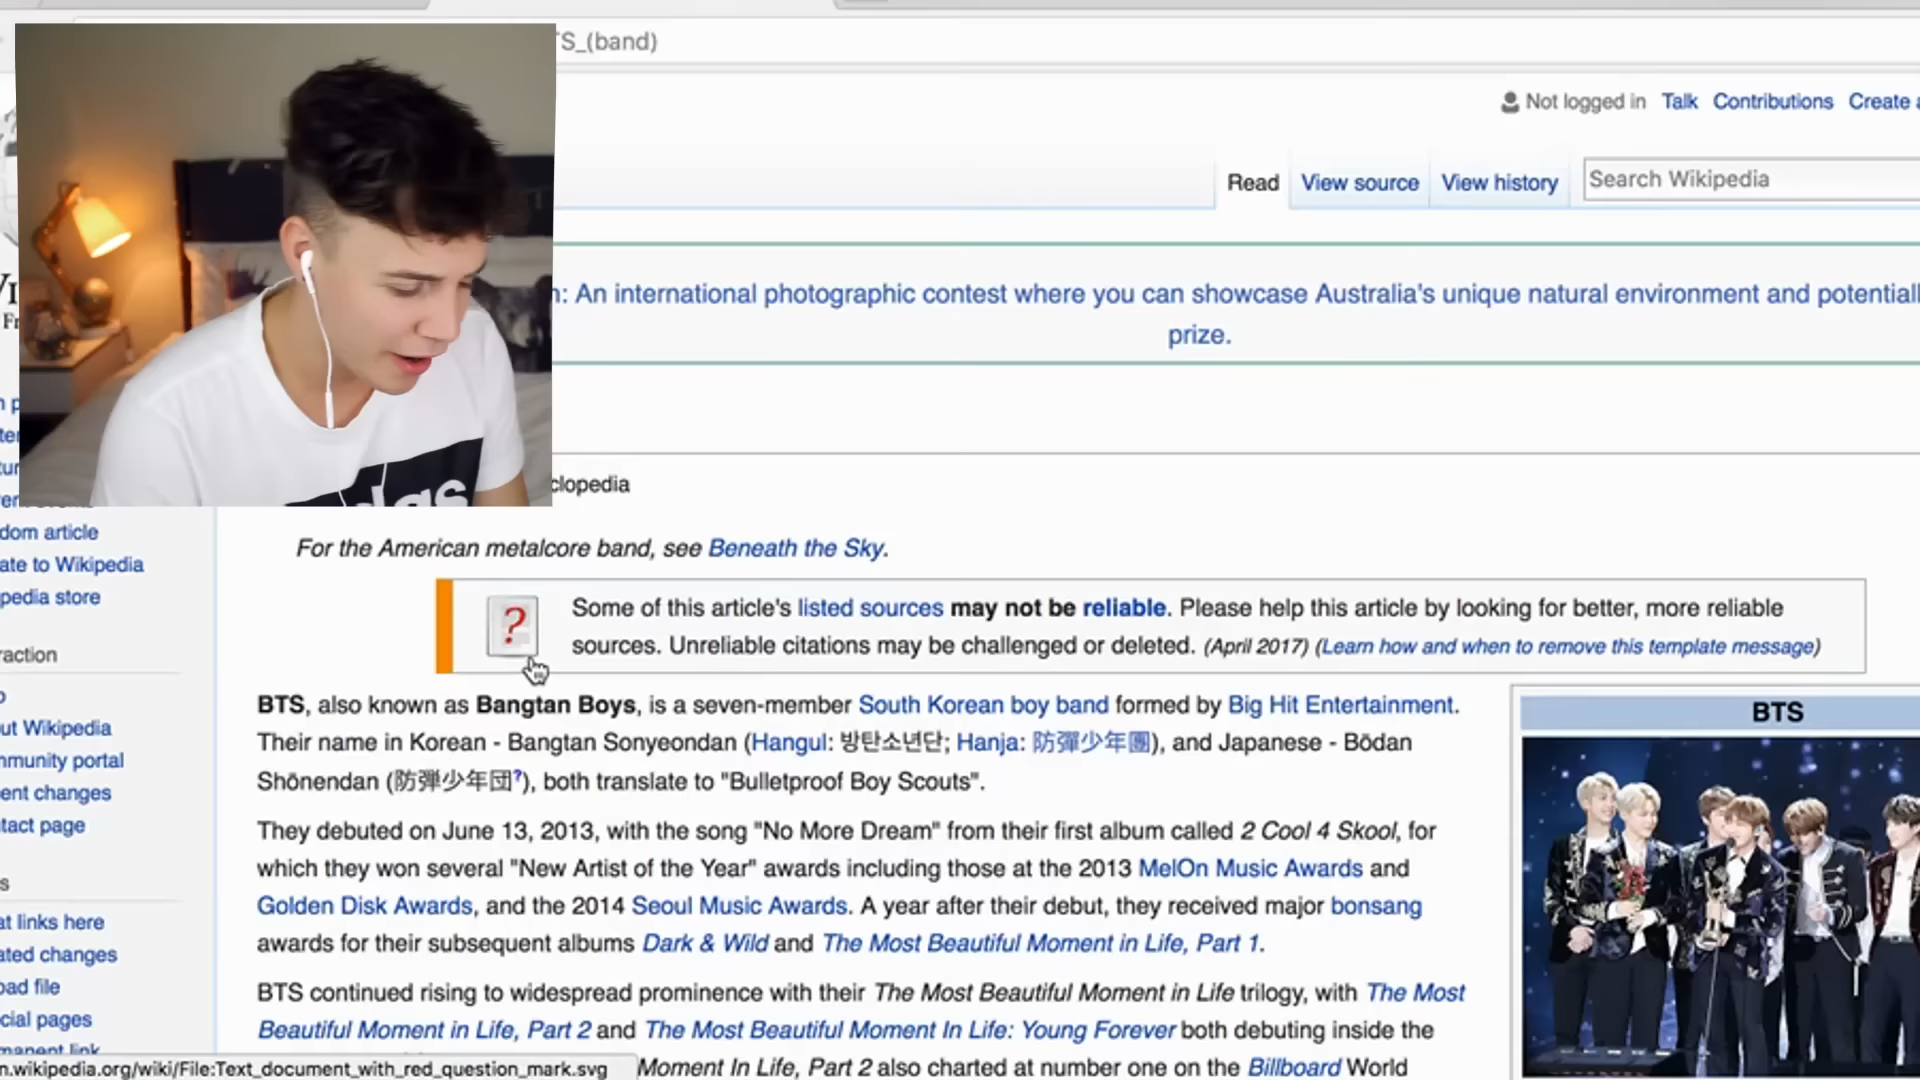 TS_(band)
Not logged in Talk Contributions Create a
Read View source View history Search Wikipedia
n: An international photographic contest where you can showcase Australia's unique natural environment and potentiall
prize.
clopedia
For the American metalcore band, see Beneath the Sky.
Some of this article's listed sources may not be reliable. Please help this article by looking for better, more reliable
sources. Unreliable citations may be challenged or deleted. (April 2017) (Learn how and when to remove this template message)
BTS, also known as Bangtan Boys, is a seven-member South Korean boy band formed by Big Hit Entertainment.
Their name in Korean - Bangtan Sonyeondan (Hangul: 방탄소년단; Hanja: 防彈少年團), and Japanese - Bōdan
Shōnendan (防弾少年団?), both translate to "Bulletproof Boy Scouts".
They debuted on June 13, 2013, with the song "No More Dream" from their first album called 2 Cool 4 Skool, for
which they won several "New Artist of the Year" awards including those at the 2013 MelOn Music Awards and
Golden Disk Awards, and the 2014 Seoul Music Awards. A year after their debut, they received major bonsang
awards for their subsequent albums Dark & Wild and The Most Beautiful Moment in Life, Part 1.
BTS continued rising to widespread prominence with their The Most Beautiful Moment in Life trilogy, with The Most
Beautiful Moment in Life, Part 2 and The Most Beautiful Moment In Life: Young Forever both debuting inside the
Moment In Life, Part 2 also charted at number one on the Billboard World
BTS
dom article
ate to Wikipedia
pedia store
raction
ut Wikipedia
mmunity portal
ent changes
tact page
s
at links here
ated changes
oad file
cial pages
manent link
n.wikipedia.org/wiki/File:Text_document_with_red_question_mark.svg